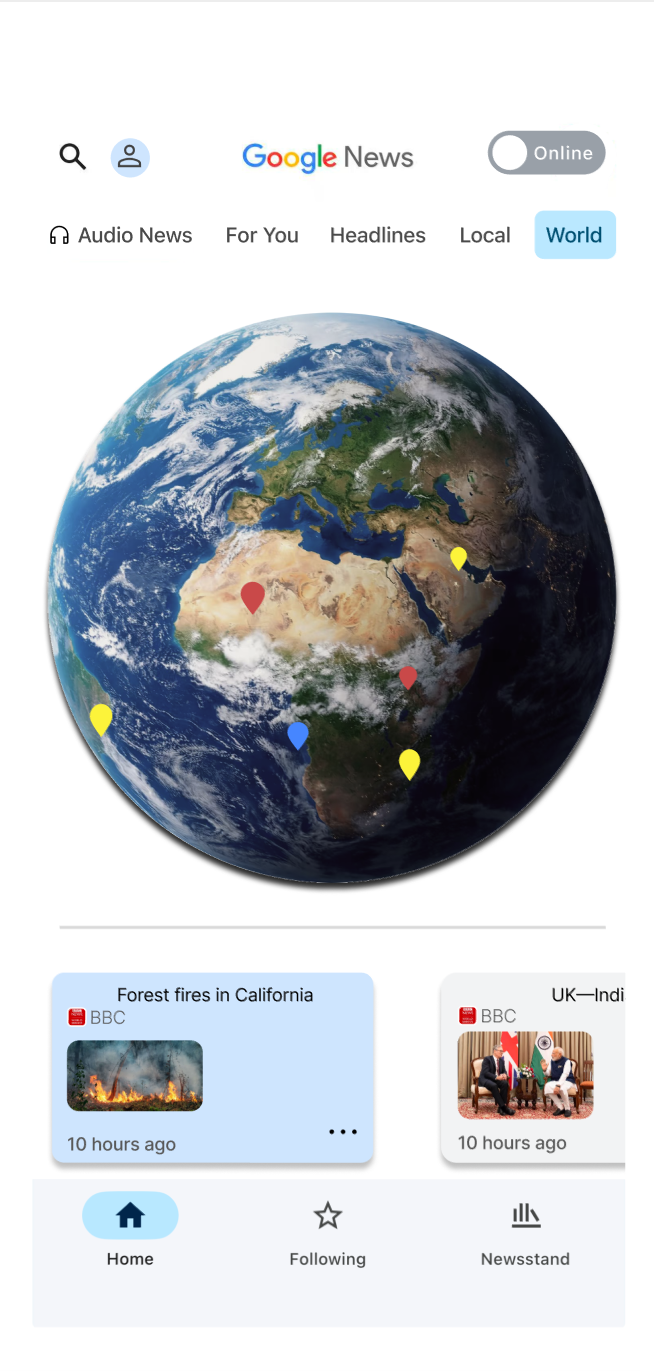 Google News
Online
Audio News
For You
Headlines
Local
World
Forest fires in California
BBC
10 hours ago
UK—Indi
BBC
10 hours ago
Home
Following
Newsstand